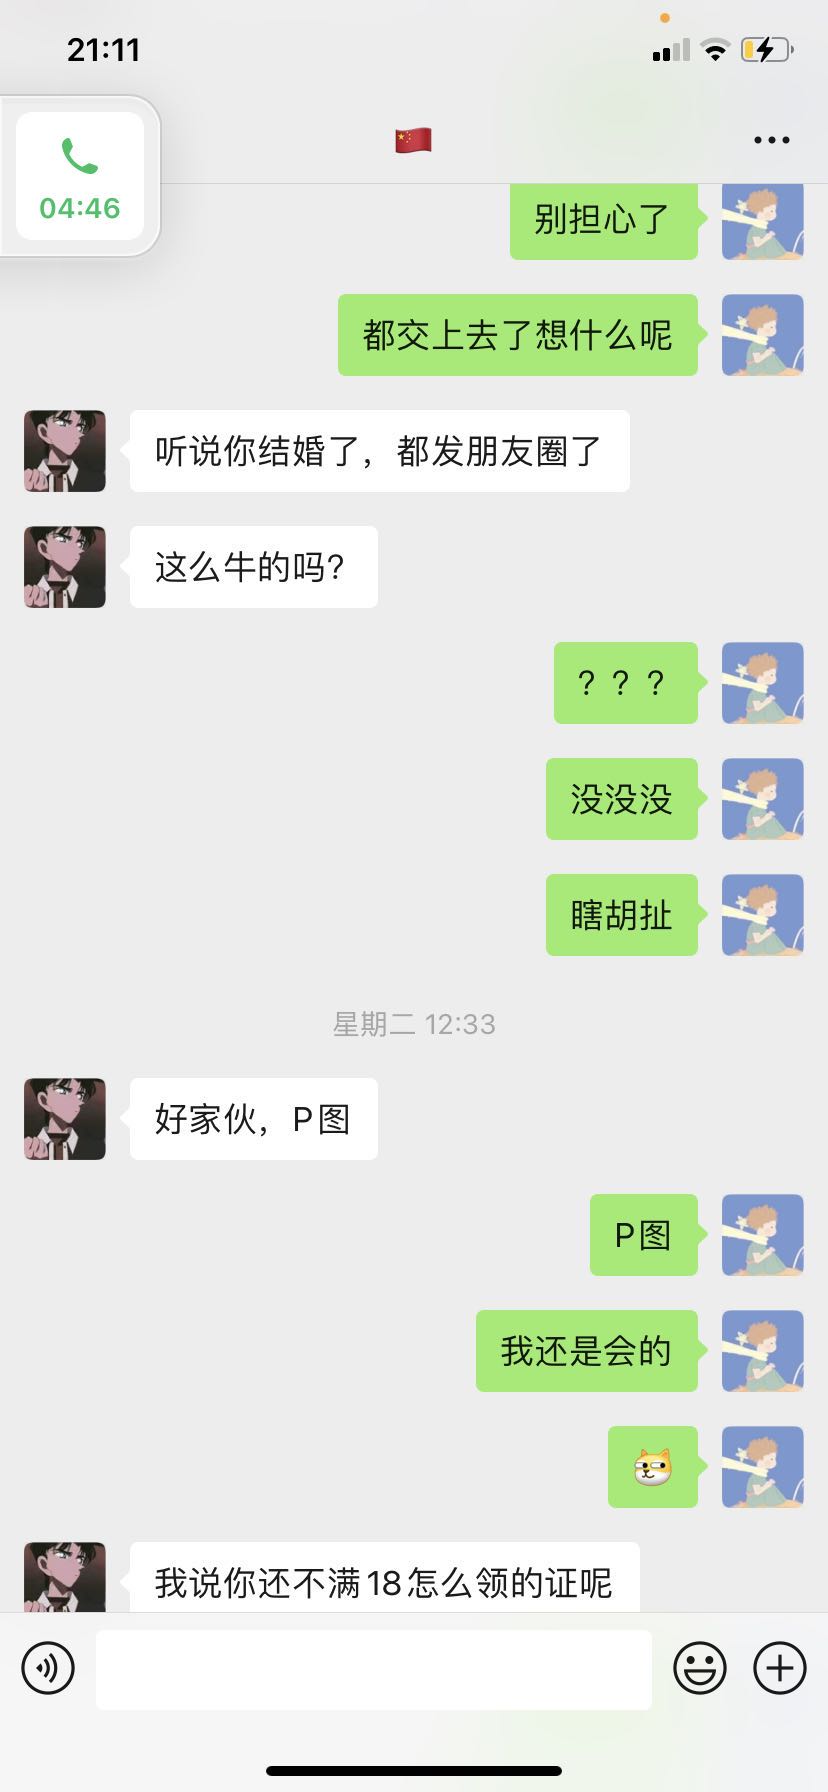 21:11
04:46
别担心了
都交上去了想什么呢
听说你结婚了，都发朋友圈了
这么牛的吗?
？？？
没没没
瞎胡扯
星期二 12:33
好家伙，P图
P图
我还是会的
我说你还不满18怎么领的证呢